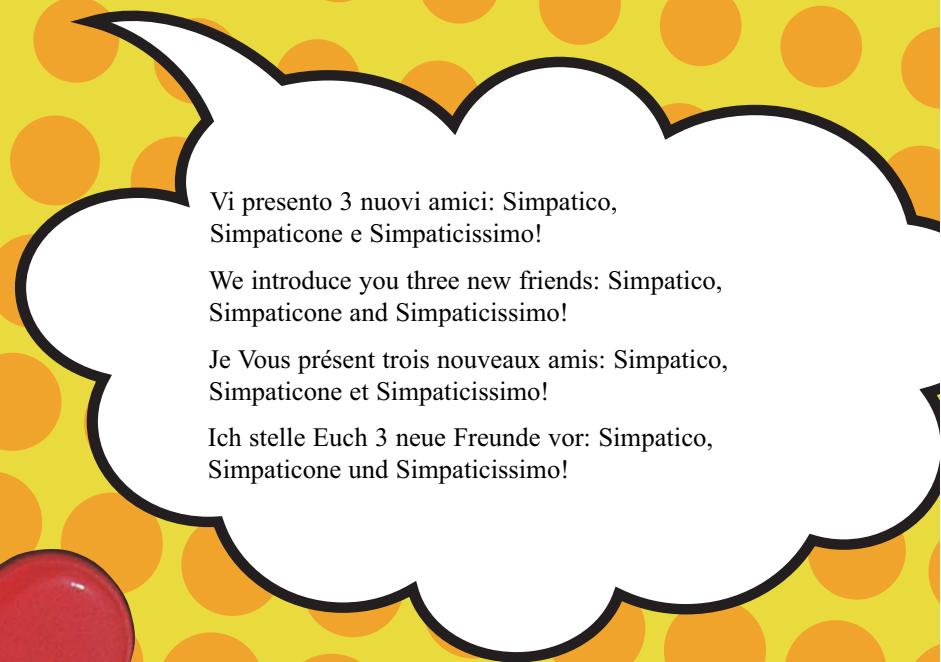 Vi presento 3 nuovi amici: Simpatico,
Simpaticone e Simpaticissimo!
We introduce you three new friends: Simpatico,
Simpaticone and Simpaticissimo!
Je Vous présent trois nouveaux amis: Simpatico,
Simpaticone et Simpaticissimo!
Ich stelle Euch 3 neue Freunde vor: Simpatico,
Simpaticone und Simpaticissimo!